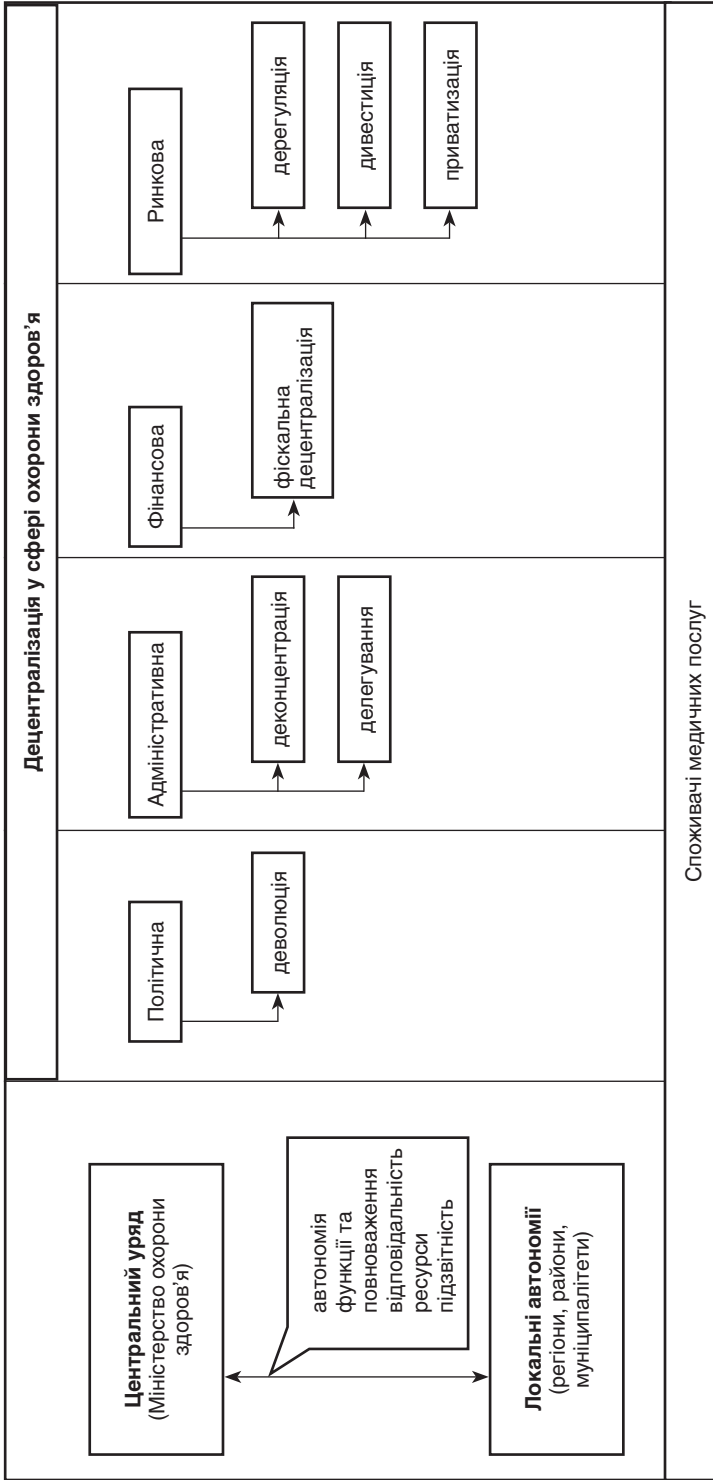 Децентралізація у сфері охорони здоров’я
Центральний уряд
(Міністерство охорони
здоров’я)
автономія
функції та
повноваження
відповідальність
ресурси
підзвітність
Локальні автономії
(регіони, райони,
муніципалітети)
Політична
деволюція
Адміністративна
деконцентрація
делегування
Фінансова
фіскальна
децентралізація
Ринкова
дерегуляція
дивестиція
приватизація
Споживачі медичних послуг